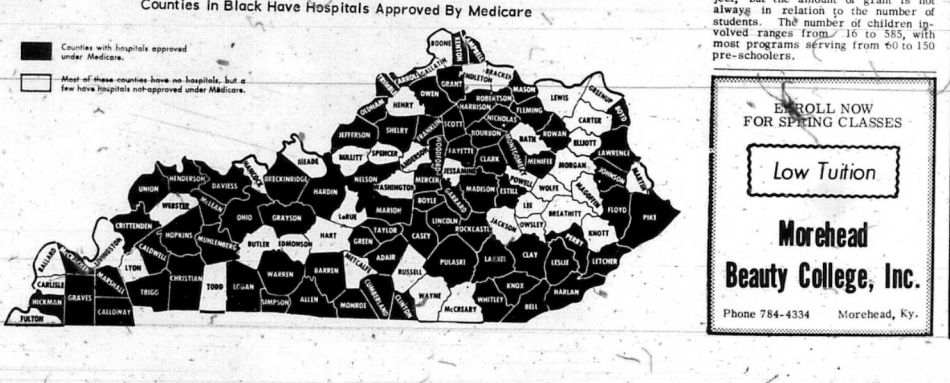 Counties In Black Have Hospitals Approved By Medicare
Counties with hospitals approved
under Medicare.
Most of these counties have no hospitals, but a
few have hospitals not approved under Medicare.
BOONE
KENTON
CAMPBELL
GALLATIN
CARROLL
TRIMBLE
GRANT
PENDLETON
BRACKEN
OWEN
MASON
LEWIS
GREENUP
BOYD
OLDHAM
HENRY
ROBERTSON
HARRISON
FLEMING
CARTER
NICHOLAS
JEFFERSON
SHELBY
FRANKLIN
SCOTT
BOURBON
BATH
ROWAN
ELLIOTT
LAWRENCE
MEADE
BULLITT
SPENCER
ANDERSON
WOODFORD
FAYETTE
CLARK
MONTGOMERY
MENIFEE
MORGAN
JOHNSON
MARTIN
HANCOCK
BRECKINRIDGE
HARDIN
NELSON
WASHINGTON
MERCER
JESSAMINE
MADISON
ESTILL
POWELL
WOLFE
MAGOFFIN
HENDERSON
DAVIESS
UNION
WEBSTER
McLEAN
OHIO
GRAYSON
LaRUE
MARION
BOYLE
GARRARD
LEE
BREATHITT
FLOYD
PIKE
CRITTENDEN
HOPKINS
MUHLENBERG
BUTLER
EDMONSON
HART
GREEN
TAYLOR
CASEY
LINCOLN
ROCKCASTLE
JACKSON
OWSLEY
PERRY
KNOTT
BALLARD
McCRACKEN
LIVINGSTON
LYON
CALDWELL
CHRISTIAN
WARREN
BARREN
METCALFE
ADAIR
RUSSELL
PULASKI
LAUREL
CLAY
LESLIE
LETCHER
CARLISLE
GRAVES
MARSHALL
TRIGG
TODD
LOGAN
SIMPSON
ALLEN
MONROE
CUMBERLAND
CLINTON
WAYNE
McCREARY
WHITLEY
KNOX
BELL
HARLAN
HICKMAN
FULTON
CALLOWAY
always in relation to the number of
students. The number of children in-
volved ranges from 16 to 585, with
most programs serving from 60 to 150
pre-schoolers.
ENROLL NOW
FOR SPRING CLASSES
Low Tuition
Morehead
Beauty College, Inc.
Phone 784-4334 Morehead, Ky.